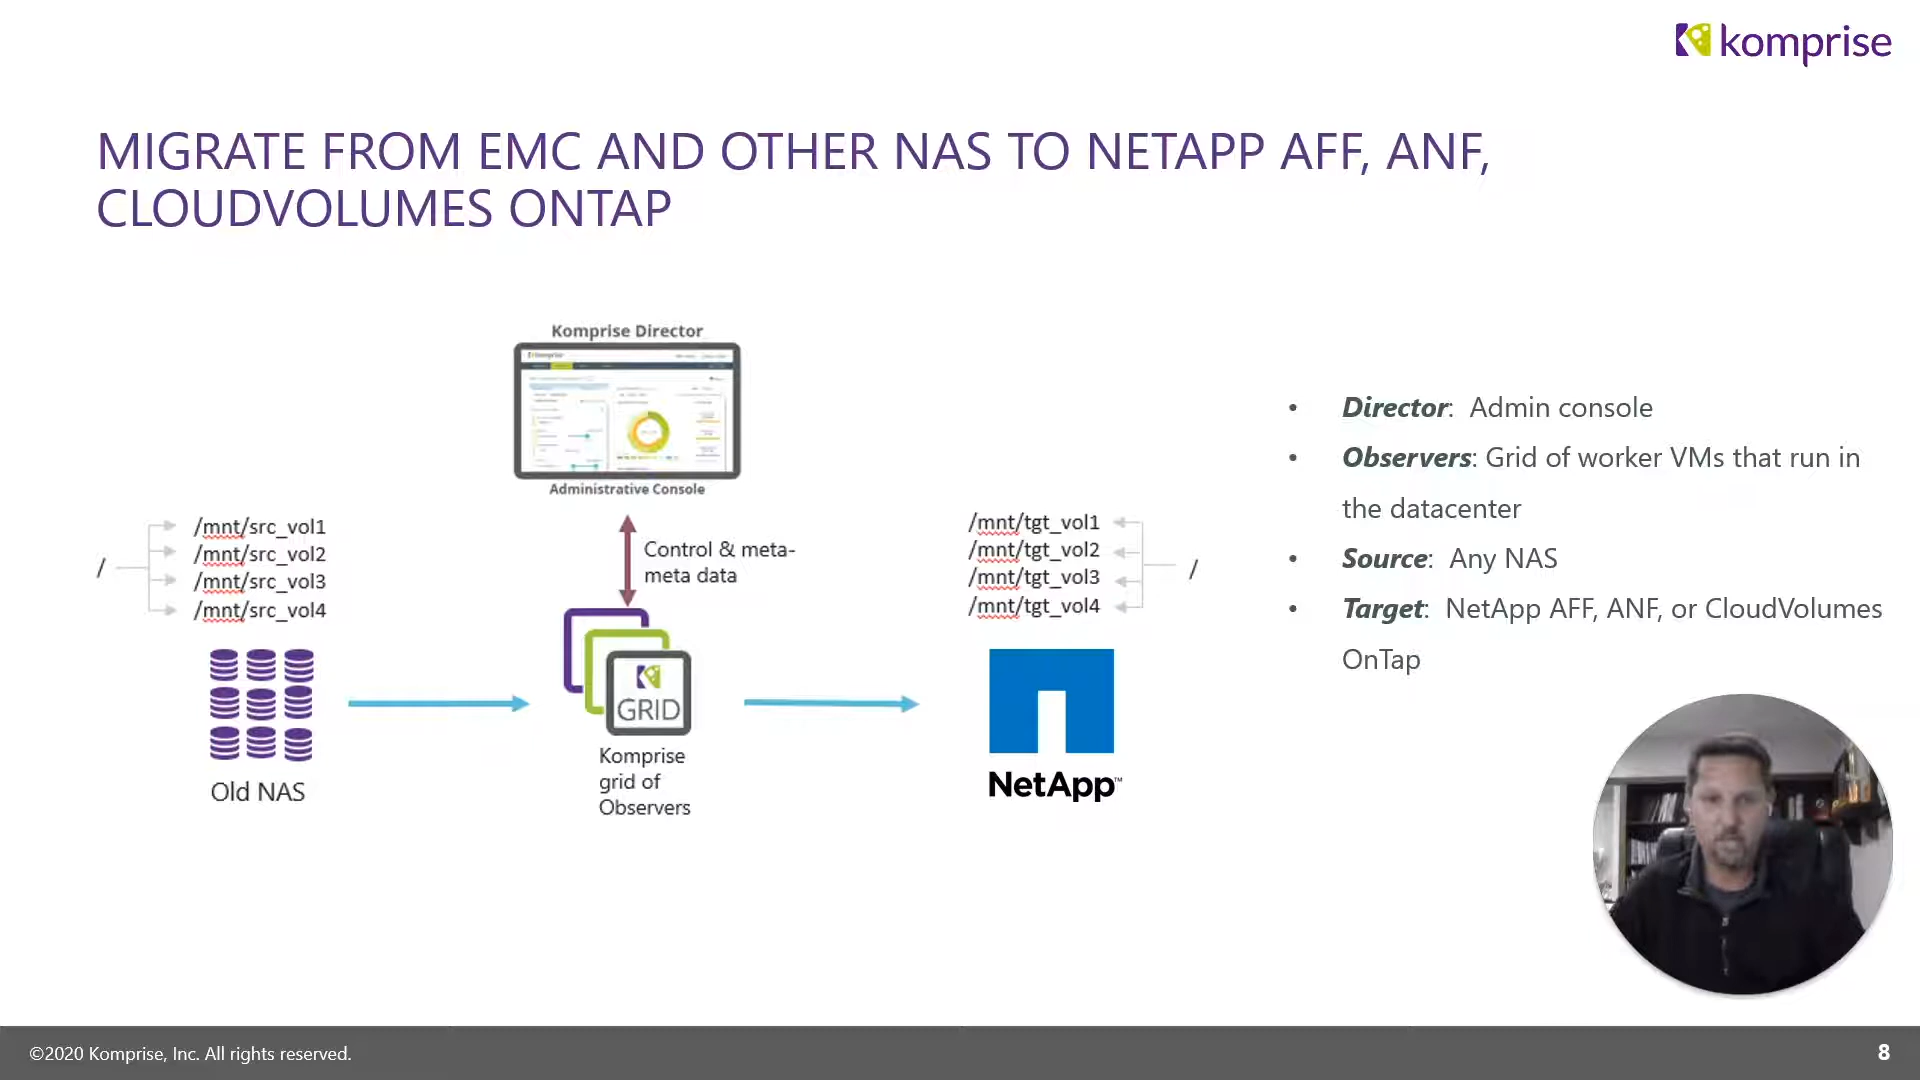 komprise
MIGRATE FROM EMC AND OTHER NAS TO NETAPP AFF, ANF,
CLOUDVOLUMES ONTAP
Komprise Director
Administrative Console
/mnt/src_vol1
/mnt/src_vol2
/mnt/src_vol3
/mnt/src_vol4
/
Old NAS
Control & meta-
meta data
GRID
Komprise
grid of
Observers
/mnt/tgt_vol1
/mnt/tgt_vol2
/mnt/tgt_vol3
/mnt/tgt_vol4
/
NetApp™
• Director: Admin console
• Observers: Grid of worker VMs that run in
the datacenter
• Source: Any NAS
• Target: NetApp AFF, ANF, or CloudVolumes
OnTap
©2020 Komprise, Inc. All rights reserved.
8